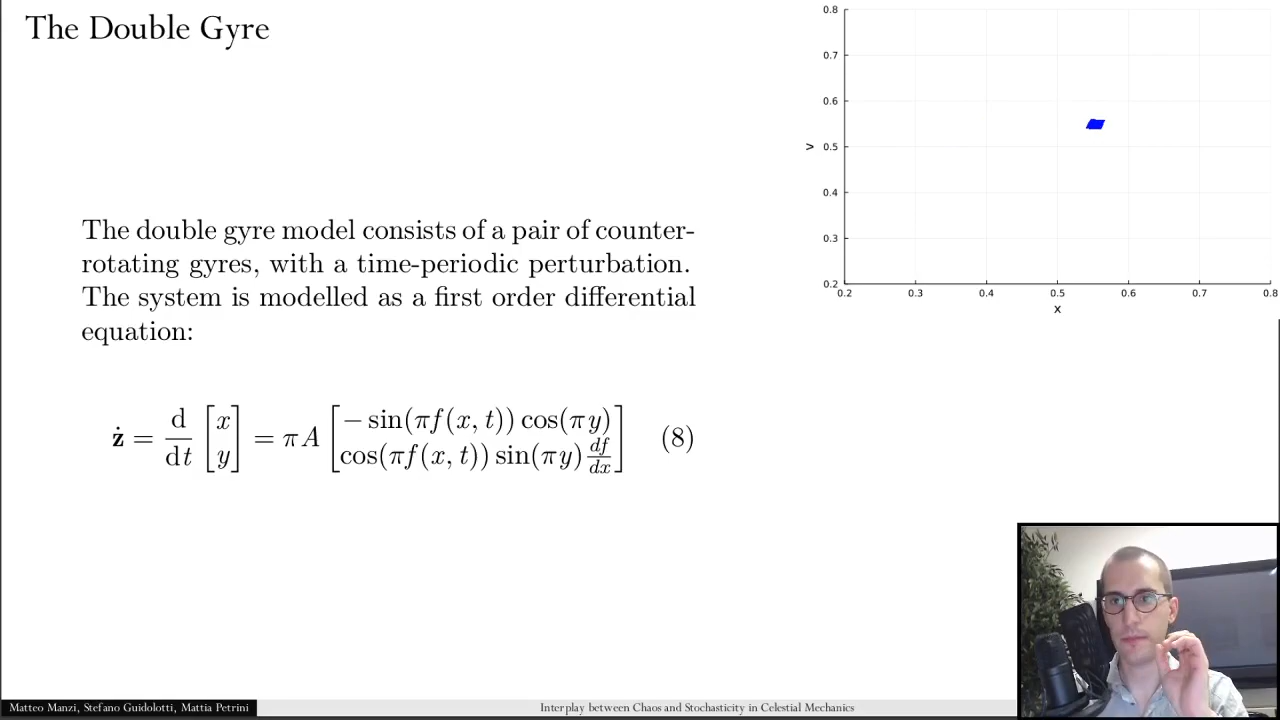 The Double Gyre
The double gyre model consists of a pair of counter-
rotating gyres, with a time-periodic perturbation.
The system is modelled as a first order differential
equation:
ż = d/dt [x y] = πA [− sin(πf(x, t)) cos(πy) cos(πf(x, t)) sin(πy) df/dx] (8)
0.8
0.7
0.6
0.5
0.4
0.3
0.2
v
0.2 0.3 0.4 0.5 0.6 0.7 0.8
x
Matteo Manzi, Stefano Guidolotti, Mattia Petrini
Interplay between Chaos and Stochasticity in Celestial Mechanics